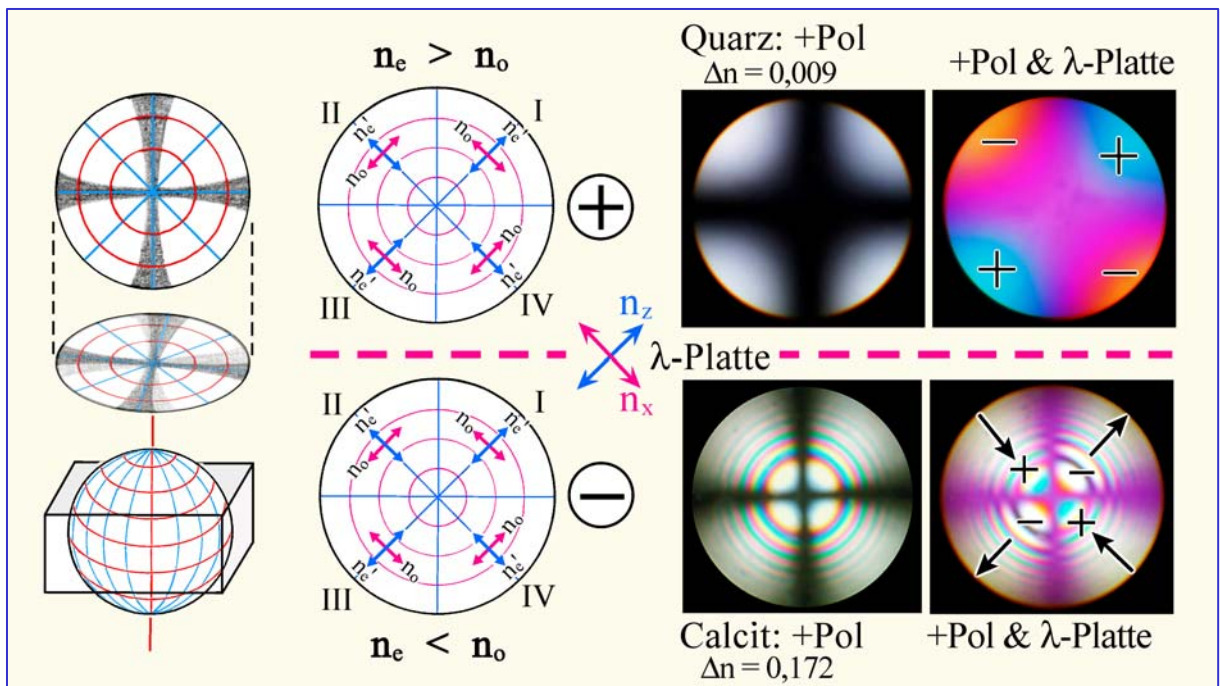 nₑ > nₒ
II
I
nₑ'
nₒ
nₒ
nₑ'
nₒ
nₑ'
nₒ
nₑ'
III
IV
+
Quarz: +Pol
Δn = 0,009
+Pol & λ-Platte
−
+
+
−
n_z
λ-Platte
nₓ
II
I
nₑ'
nₒ
nₒ
nₑ'
nₒ
nₑ'
nₒ
nₑ'
III
IV
−
nₑ < nₒ
+
−
−
+
Calcit: +Pol
Δn = 0,172
+Pol & λ-Platte